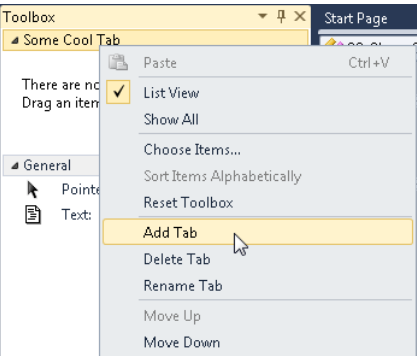 Toolbox
Start Page
Some Cool Tab
Paste Ctrl+V
There are no
Drag an item
List View
Show All
Choose Items...
Sort Items Alphabetically
Reset Toolbox
General
Pointe
Text:
Add Tab
Delete Tab
Rename Tab
Move Up
Move Down